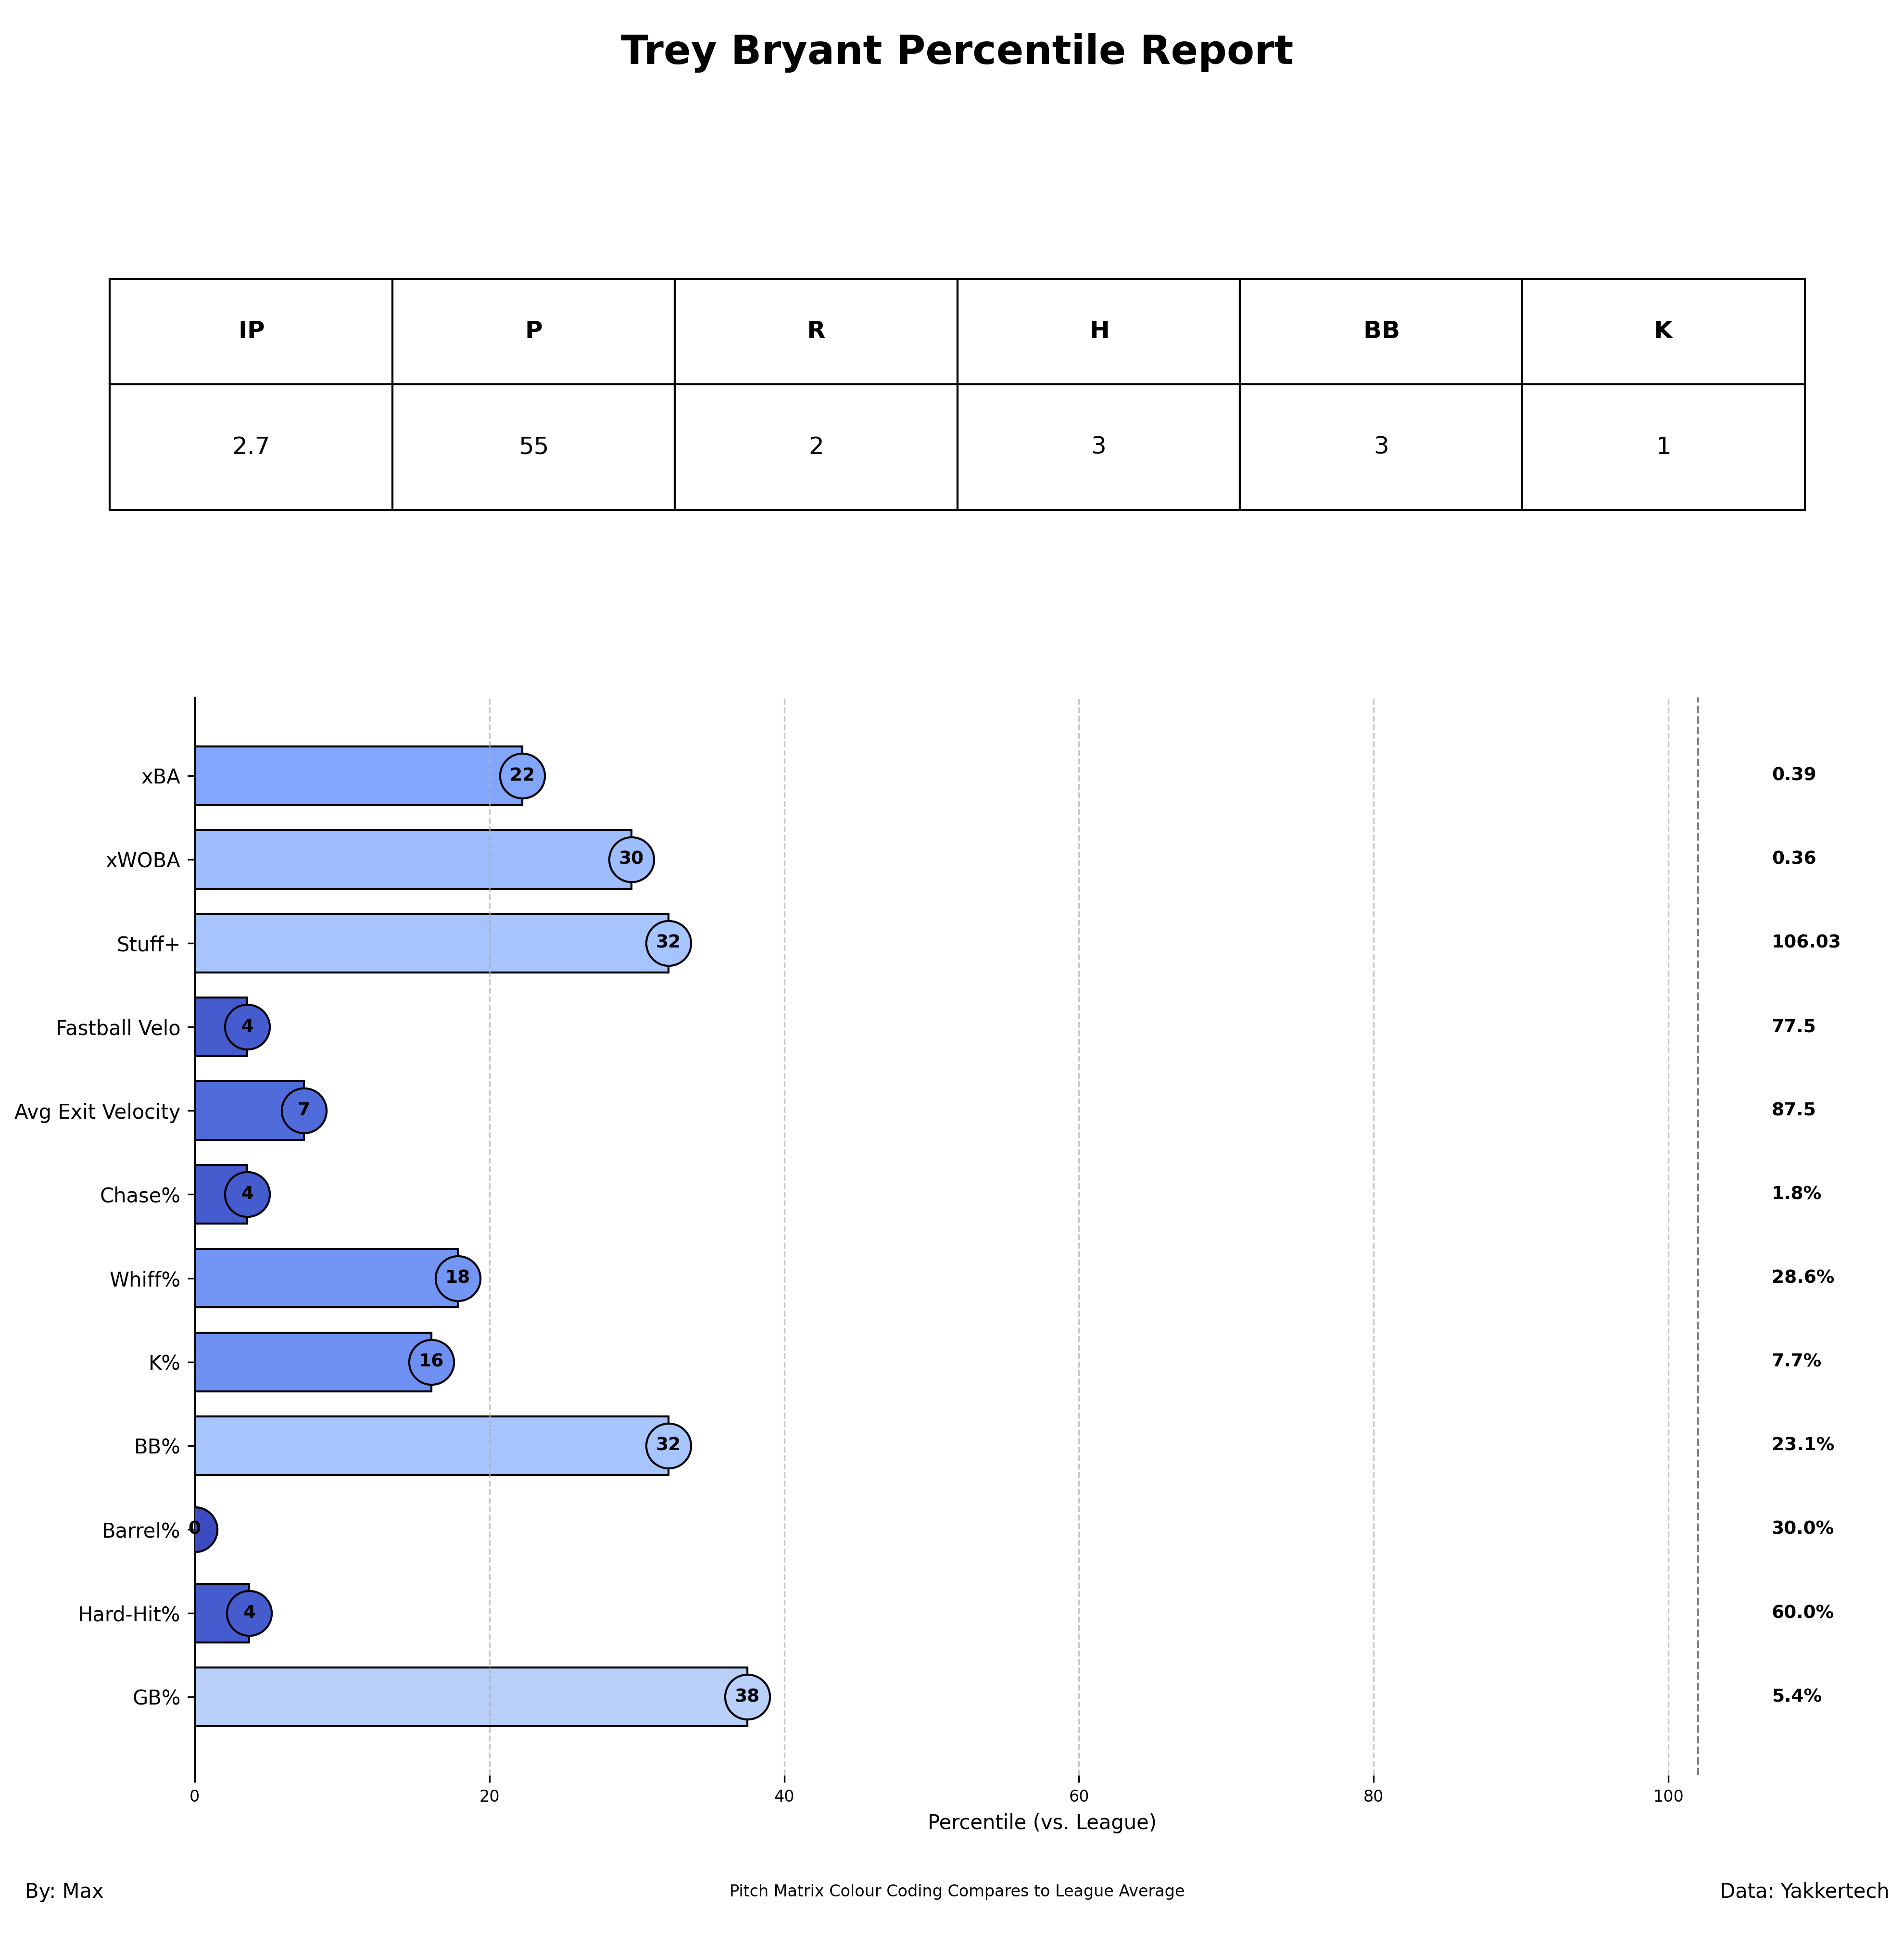 Trey Bryant Percentile Report
IP P R H BB K
2.7 55 2 3 3 1
xBA 22 0.39
xWOBA 30 0.36
Stuff+ 32 106.03
Fastball Velo 4 77.5
Avg Exit Velocity 7 87.5
Chase% 4 1.8%
Whiff% 18 28.6%
K% 16 7.7%
BB% 32 23.1%
Barrel% 0 30.0%
Hard-Hit% 4 60.0%
GB% 38 5.4%
0 20 40 60 80 100
Percentile (vs. League)
By: Max Pitch Matrix Colour Coding Compares to League Average Data: Yakkertech